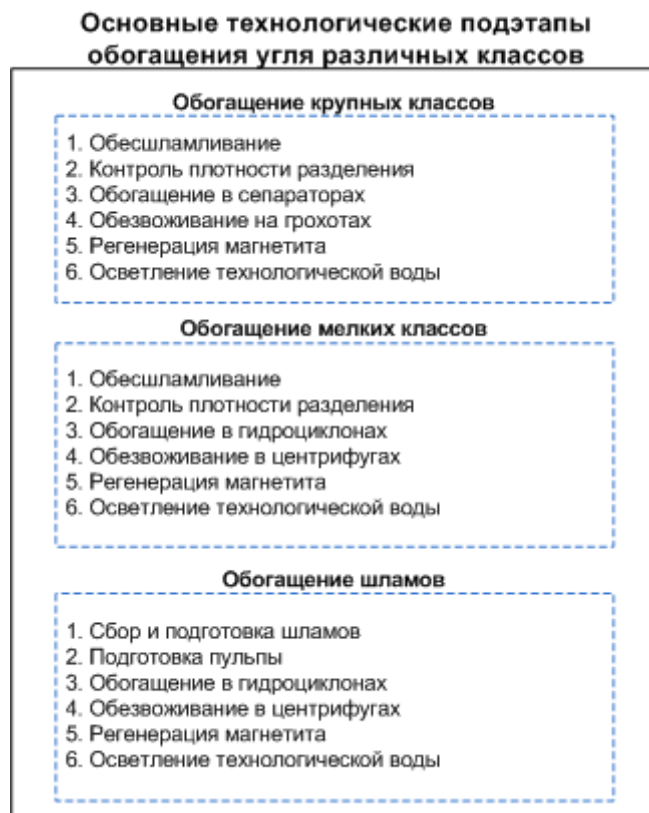 Основные технологические подэтапы
обогащения угля различных классов
Обогащение крупных классов
1. Обесшламливание
2. Контроль плотности разделения
3. Обогащение в сепараторах
4. Обезвоживание на грохотах
5. Регенерация магнетита
6. Осветление технологической воды
Обогащение мелких классов
1. Обесшламливание
2. Контроль плотности разделения
3. Обогащение в гидроциклонах
4. Обезвоживание в центрифугах
5. Регенерация магнетита
6. Осветление технологической воды
Обогащение шламов
1. Сбор и подготовка шламов
2. Подготовка пульпы
3. Обогащение в гидроциклонах
4. Обезвоживание в центрифугах
5. Регенерация магнетита
6. Осветление технологической воды